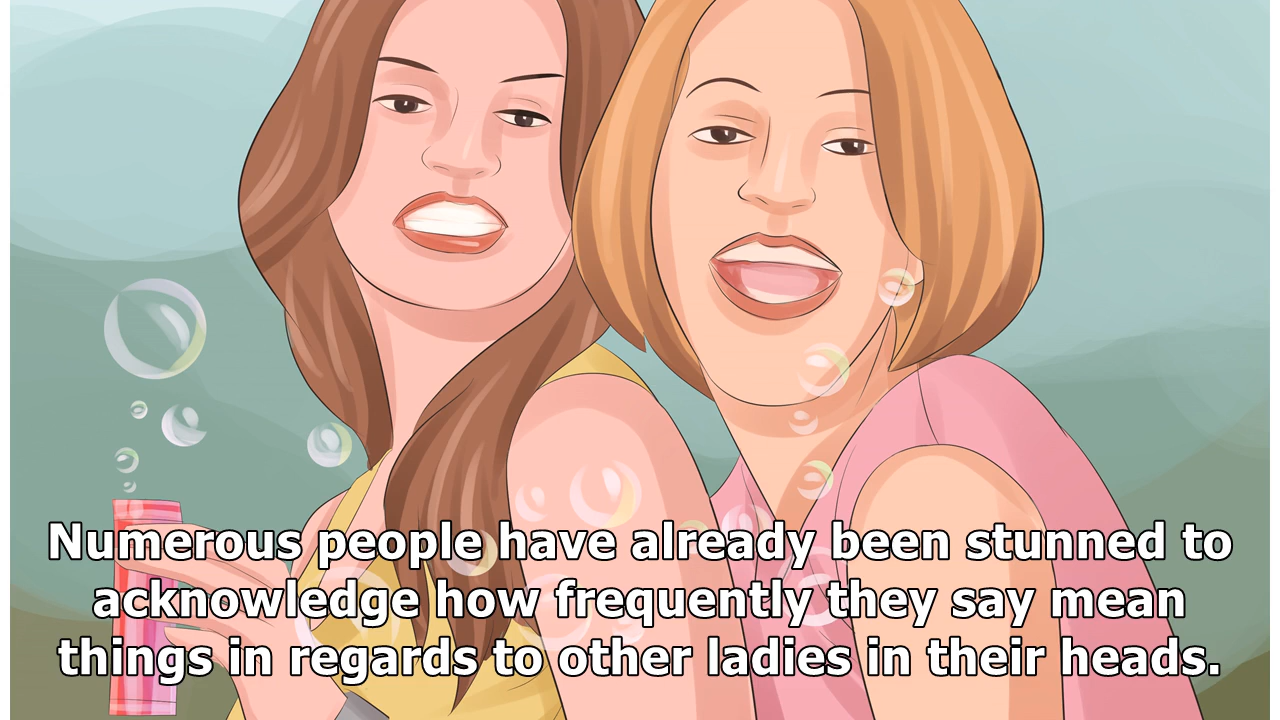 Numerous people have already been stunned to
acknowledge how frequently they say mean
things in regards to other ladies in their heads.